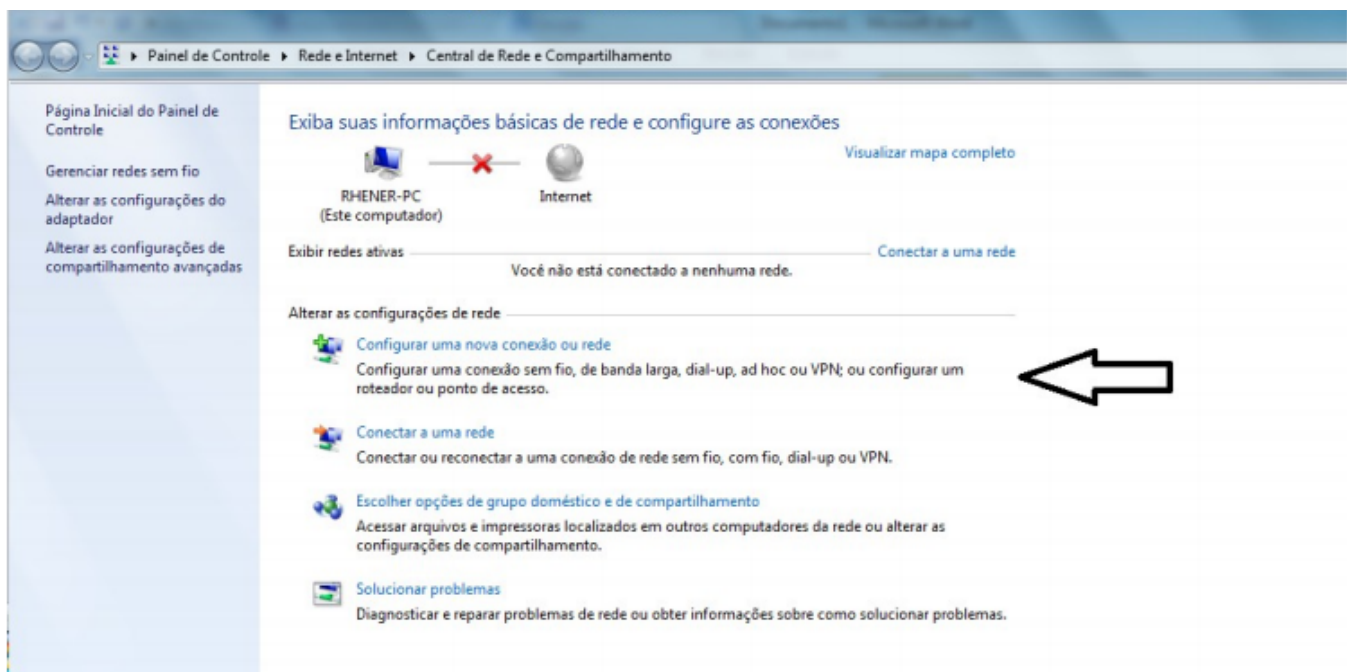 Painel de Controle ▸ Rede e Internet ▸ Central de Rede e Compartilhamento
Página Inicial do Painel de
Controle
Gerenciar redes sem fio
Alterar as configurações do
adaptador
Alterar as configurações de
compartilhamento avançadas
Exiba suas informações básicas de rede e configure as conexões
Visualizar mapa completo
RHENER-PC
(Este computador)
Internet
Exibir redes ativas
Conectar a uma rede
Você não está conectado a nenhuma rede.
Alterar as configurações de rede
Configurar uma nova conexão ou rede
Configurar uma conexão sem fio, de banda larga, dial-up, ad hoc ou VPN; ou configurar um
roteador ou ponto de acesso.
Conectar a uma rede
Conectar ou reconectar a uma conexão de rede sem fio, com fio, dial-up ou VPN.
Escolher opções de grupo doméstico e de compartilhamento
Acessar arquivos e impressoras localizados em outros computadores da rede ou alterar as
configurações de compartilhamento.
Solucionar problemas
Diagnosticar e reparar problemas de rede ou obter informações sobre como solucionar problemas.